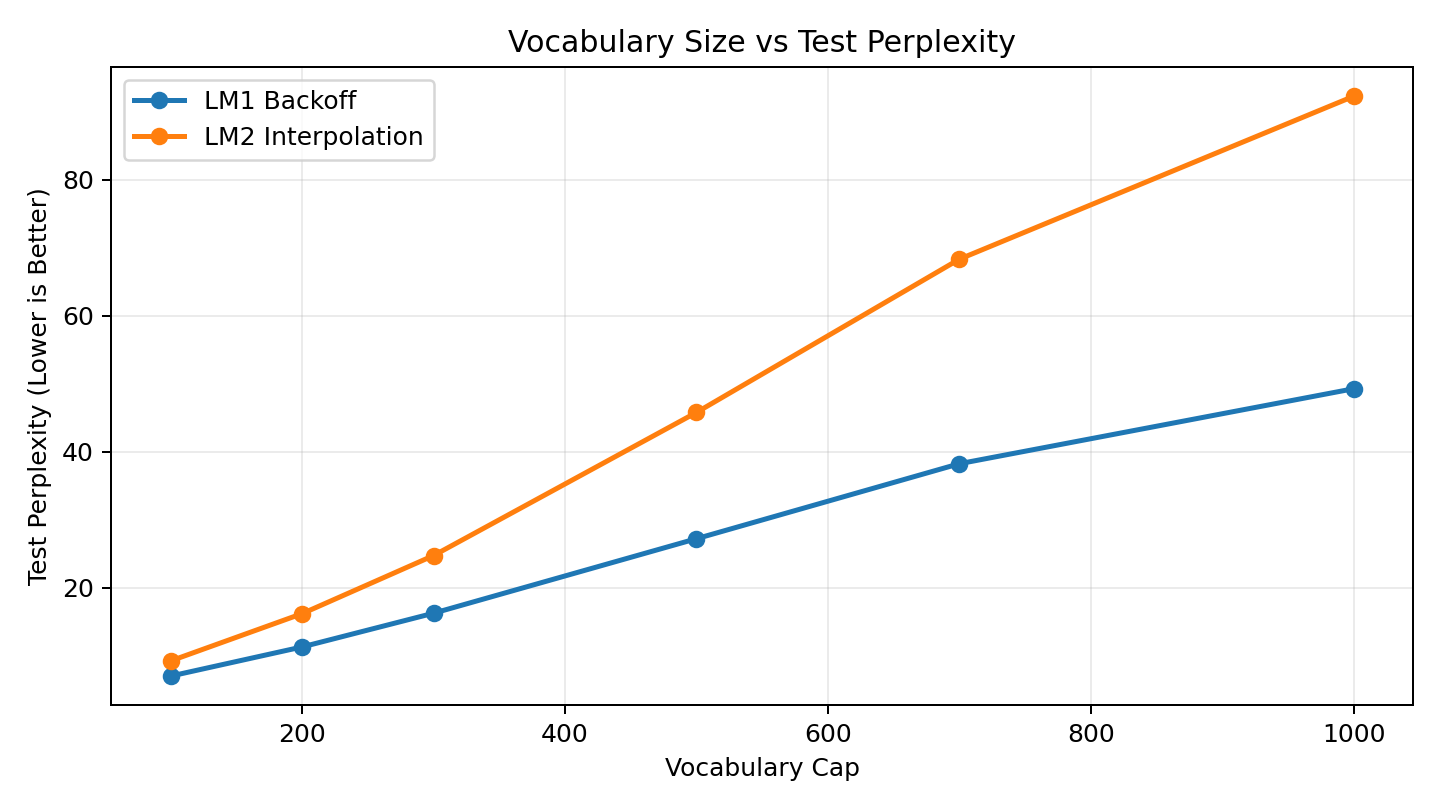 Vocabulary Size vs Test Perplexity
LM1 Backoff
LM2 Interpolation
Test Perplexity (Lower is Better)
80
60
40
20
200
400
600
800
1000
Vocabulary Cap